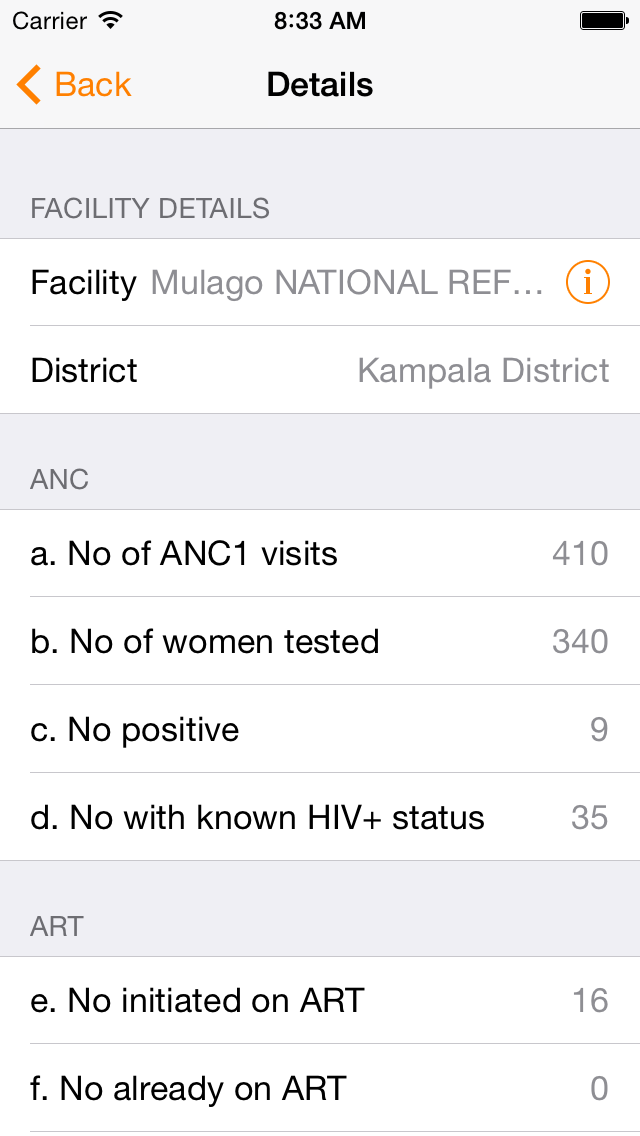 Carrier 8:33 AM
Back Details
FACILITY DETAILS
Facility Mulago NATIONAL REF...
District Kampala District
ANC
a. No of ANC1 visits 410
b. No of women tested 340
c. No positive 9
d. No with known HIV+ status 35
ART
e. No initiated on ART 16
f. No already on ART 0